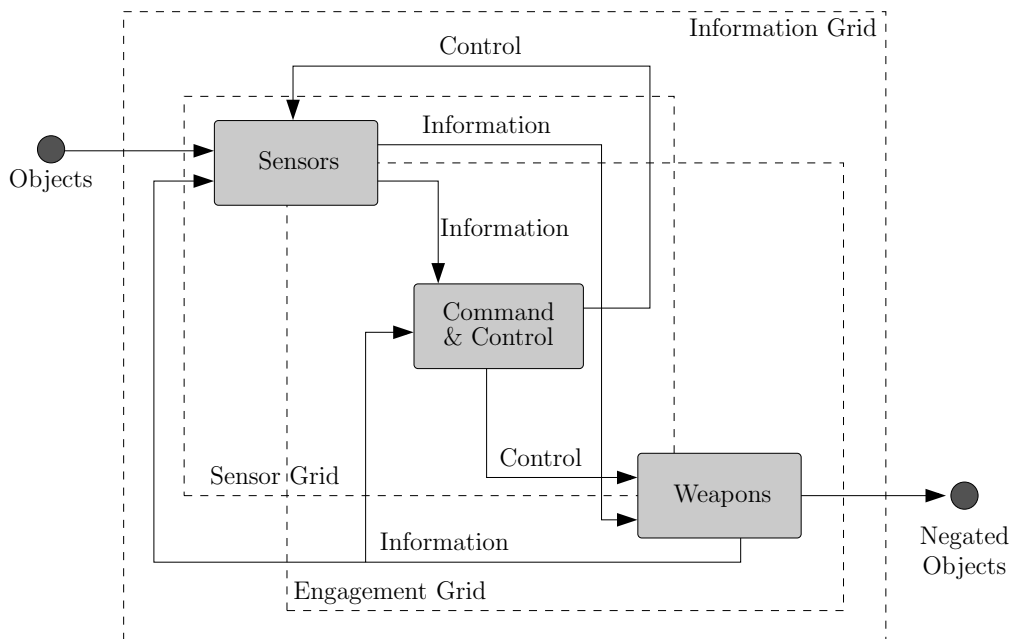 Information Grid
Control
Information
Sensors
Objects
Information
Command
& Control
Control
Sensor Grid
Weapons
Negated
Objects
Information
Engagement Grid